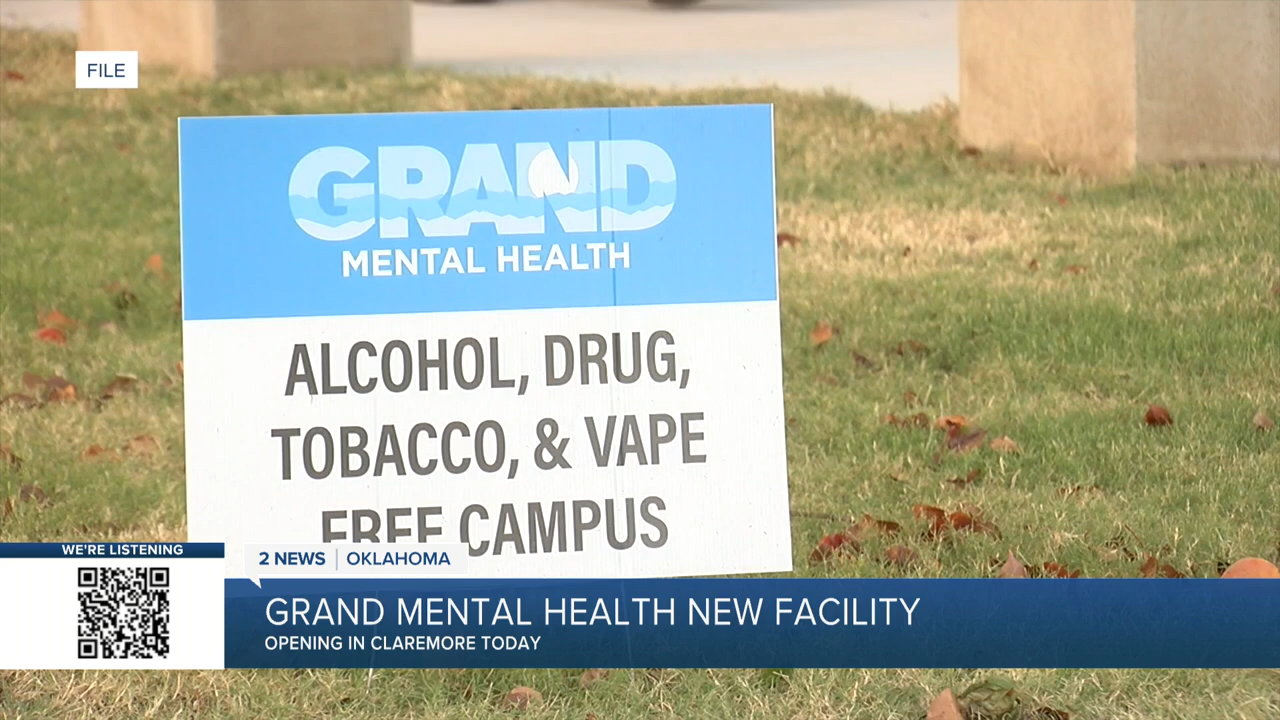 FILE
GRAND
MENTAL HEALTH
ALCOHOL, DRUG,
TOBACCO, & VAPE
FREE CAMPUS
WE'RE LISTENING
2 NEWS | OKLAHOMA
GRAND MENTAL HEALTH NEW FACILITY
OPENING IN CLAREMORE TODAY